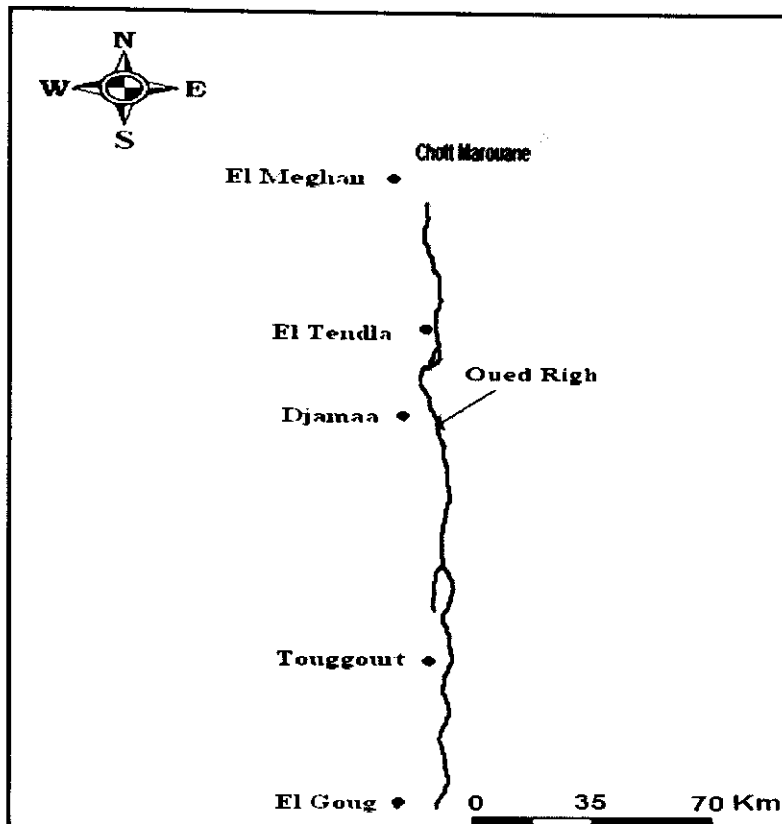 N
W E
S
Chott Marouane
El Meghan
El Tendla
Oued Righ
Djamaa
Touggourt
El Goug
0 35 70 Km